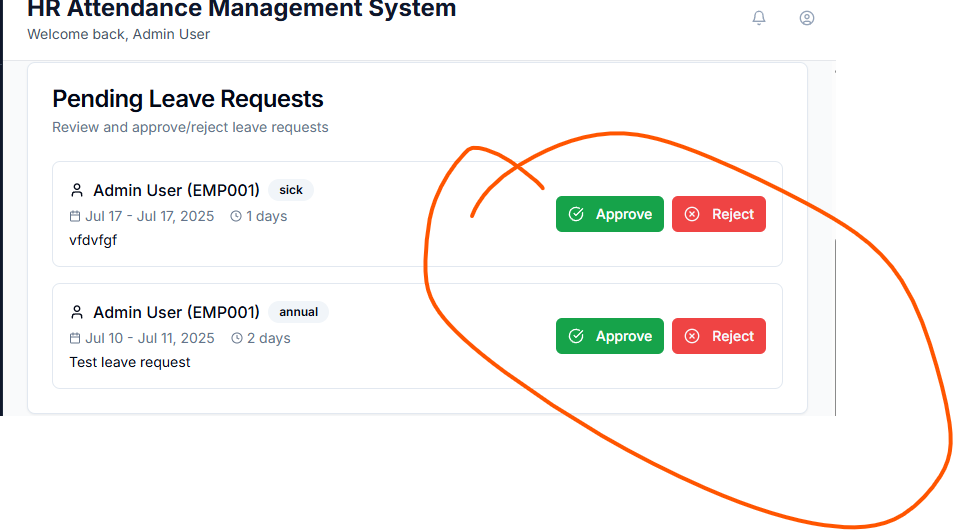 HR Attendance Management System
Welcome back, Admin User
Pending Leave Requests
Review and approve/reject leave requests
Admin User (EMP001) sick
Jul 17 - Jul 17, 2025 1 days
vfdvfgf
Approve Reject
Admin User (EMP001) annual
Jul 10 - Jul 11, 2025 2 days
Test leave request
Approve Reject